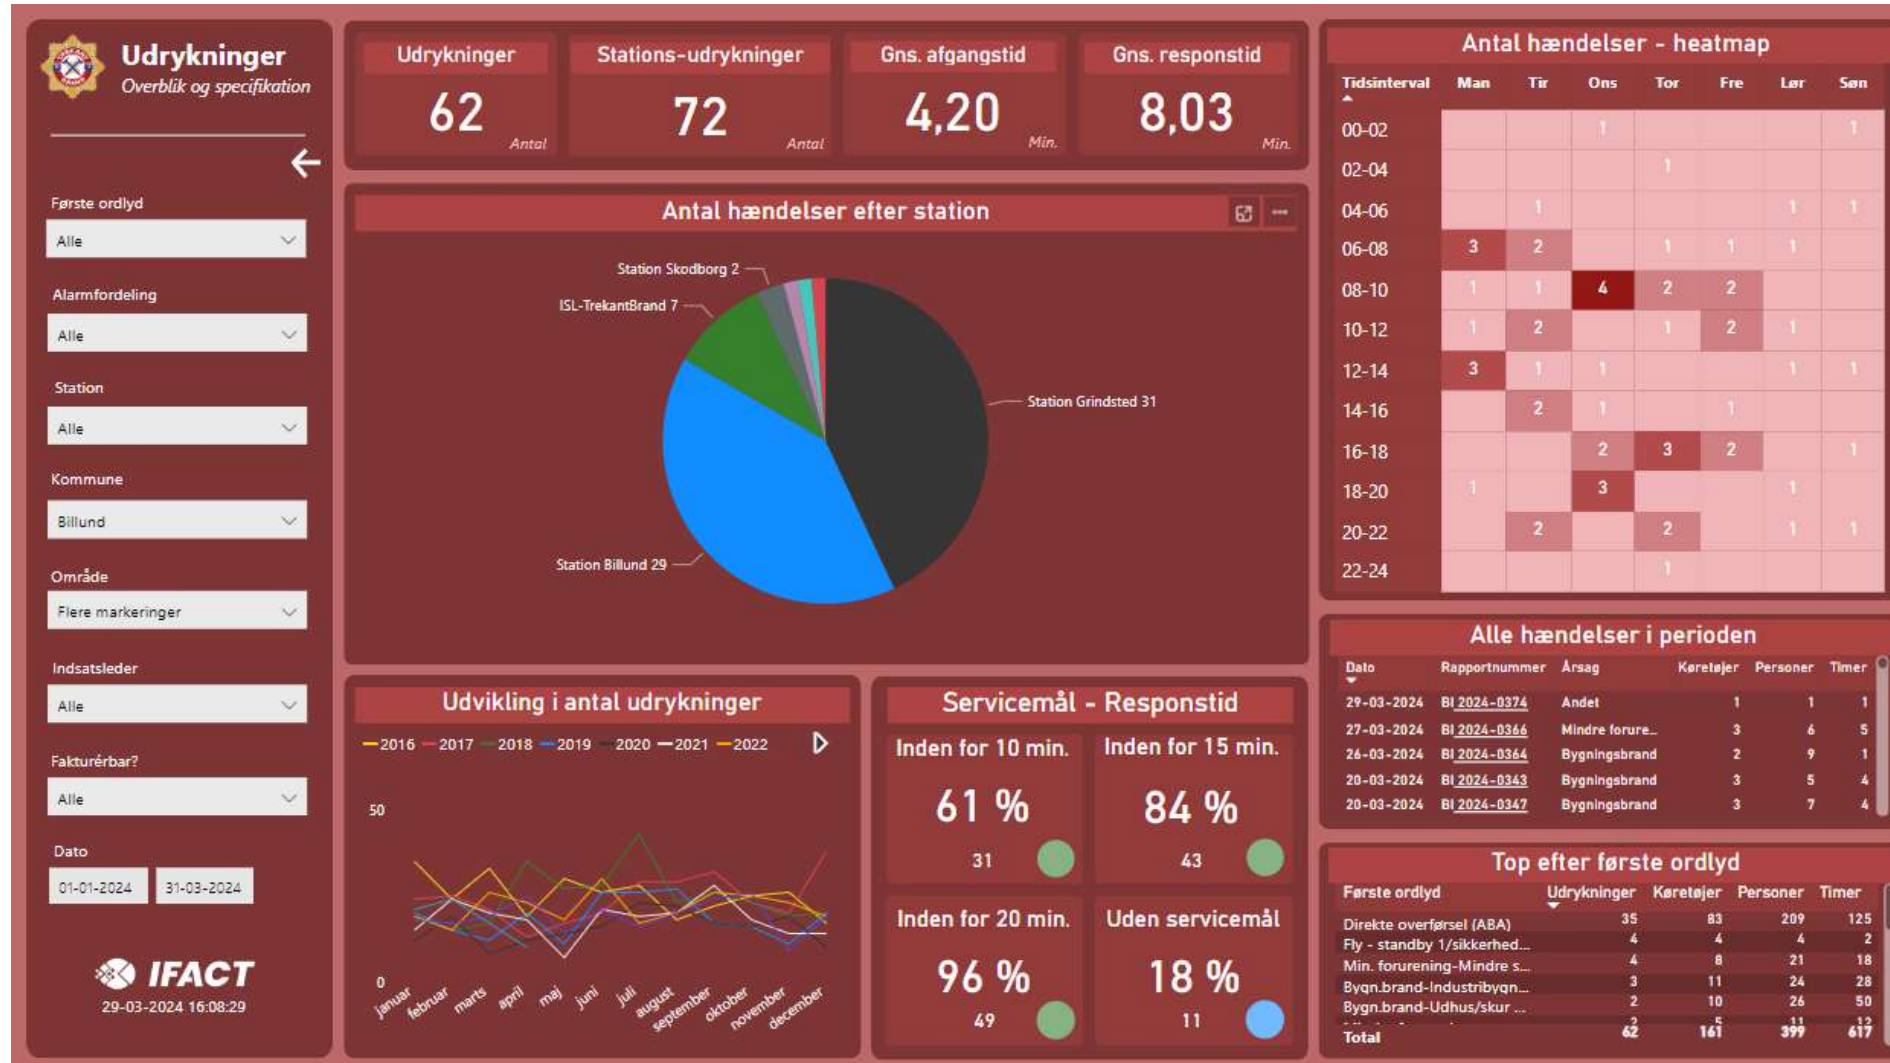 Udrykninger
Overblik og specifikation
Første ordlyd
Alle
Alarmfordeling
Alle
Station
Alle
Kommune
Billund
Område
Flere markeringer
Indsatsleder
Alle
Fakturérbar?
Alle
Dato
01-01-2024 31-03-2024
IFACT
29-03-2024 16:08:29
Udrykninger
62
Antal
Stations-udrykninger
72
Antal
Gns. afgangstid
4,20
Min.
Gns. responstid
8,03
Min.
Antal hændelser efter station
Station Skodborg 2
ISL-TrekantBrand 7
Station Grindsted 31
Station Billund 29
Udvikling i antal udrykninger
2016 2017 2018 2019 2020 2021 2022
50
0
januar februar marts april maj juni juli august september oktober november december
Servicemål - Responstid
Inden for 10 min.
61 %
31
Inden for 15 min.
84 %
43
Inden for 20 min.
96 %
49
Uden servicemål
18 %
11
Antal hændelser - heatmap
Tidsinterval Man Tir Ons Tor Fre Lør Søn
00-02 1 1
02-04 1
04-06 1 1 1
06-08 3 2 1 1 1
08-10 1 1 4 2 2
10-12 1 2 1 2 1
12-14 3 1 1 1 1
14-16 2 1 1
16-18 2 3 2 1
18-20 1 3 1
20-22 2 2 1 1
22-24 1
Alle hændelser i perioden
Dato Rapportnummer Årsag Køretøjer Personer Timer
29-03-2024 BI 2024-0374 Andet 1 1 1
27-03-2024 BI 2024-0366 Mindre forure... 3 6 5
26-03-2024 BI 2024-0364 Bygningsbrand 2 9 1
20-03-2024 BI 2024-0343 Bygningsbrand 3 5 4
20-03-2024 BI 2024-0347 Bygningsbrand 3 7 4
Top efter første ordlyd
Første ordlyd Udrykninger Køretøjer Personer Timer
Direkte overførsel (ABA) 35 83 209 125
Fly - standby 1/sikkerhed... 4 4 4 2
Min. forurening-Mindre s... 4 8 21 18
Bygn.brand-Industribygn... 3 11 24 28
Bygn.brand-Udhus/skur ... 2 10 26 50
2 5 11 12
Total 62 161 399 617